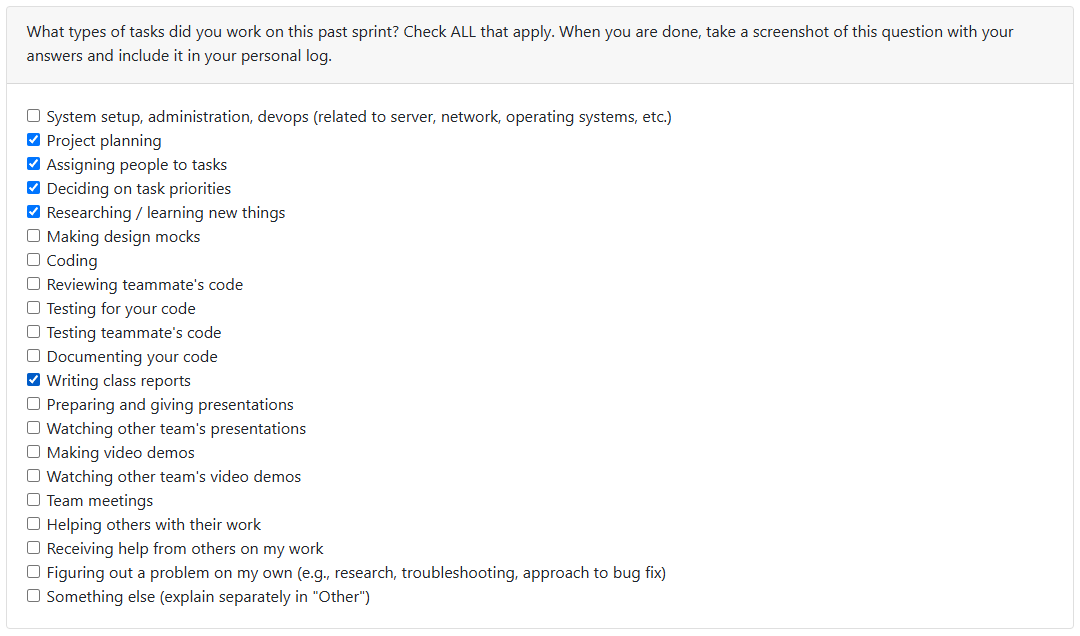 What types of tasks did you work on this past sprint? Check ALL that apply. When you are done, take a screenshot of this question with your
answers and include it in your personal log.
System setup, administration, devops (related to server, network, operating systems, etc.)
Project planning
Assigning people to tasks
Deciding on task priorities
Researching / learning new things
Making design mocks
Coding
Reviewing teammate's code
Testing for your code
Testing teammate's code
Documenting your code
Writing class reports
Preparing and giving presentations
Watching other team's presentations
Making video demos
Watching other team's video demos
Team meetings
Helping others with their work
Receiving help from others on my work
Figuring out a problem on my own (e.g., research, troubleshooting, approach to bug fix)
Something else (explain separately in "Other")